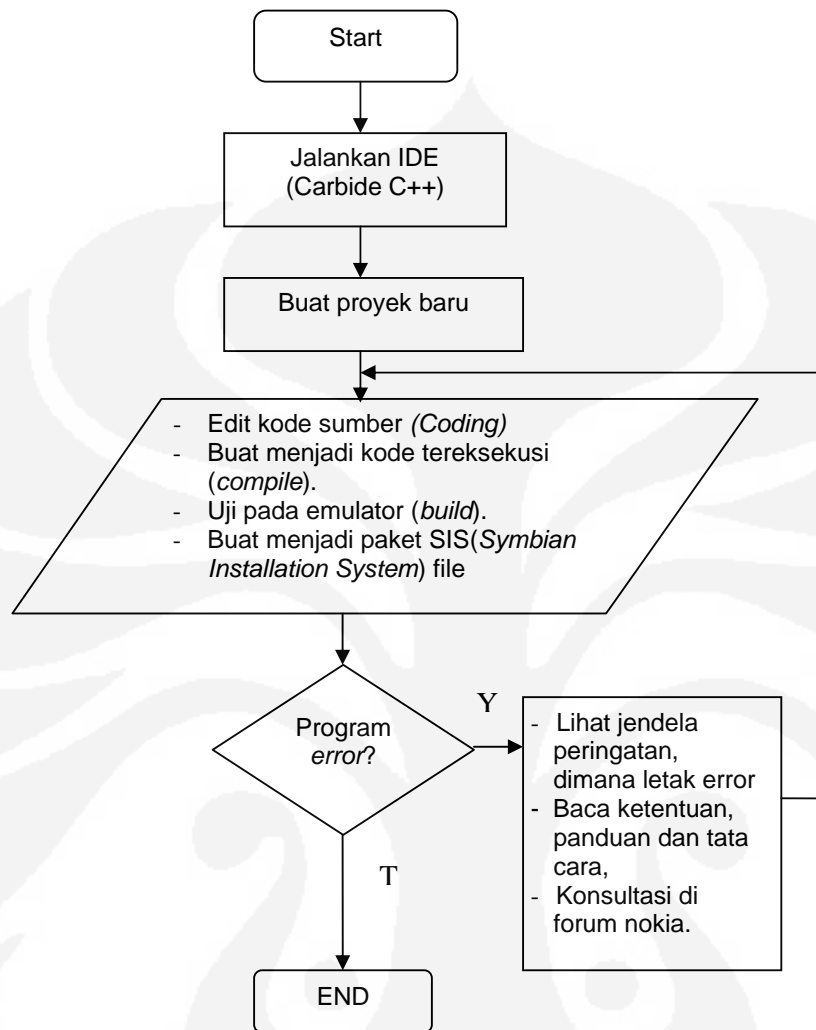 Start
Jalankan IDE
(Carbide C++)
Buat proyek baru
- Edit kode sumber (Coding)
- Buat menjadi kode tereksekusi
(compile).
- Uji pada emulator (build).
- Buat menjadi paket SIS(Symbian
Installation System) file
Program
error?
Y
- Lihat jendela
peringatan,
dimana letak error
- Baca ketentuan,
panduan dan tata
cara,
- Konsultasi di
forum nokia.
T
END